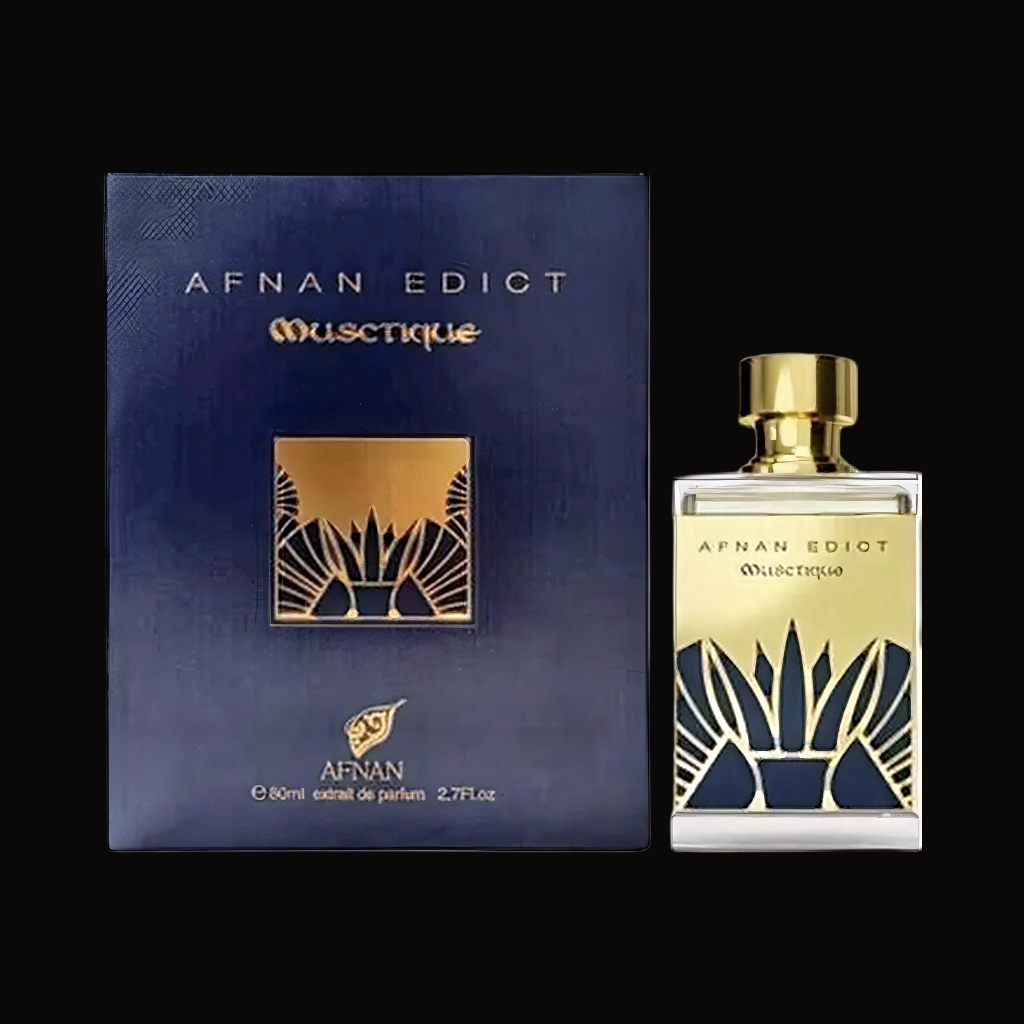 AFNAN EDICT
Musctique
AFNAN
℮ 80ml extrait de parfum 2.7Fl.oz
AFNAN EDICT
Musctique